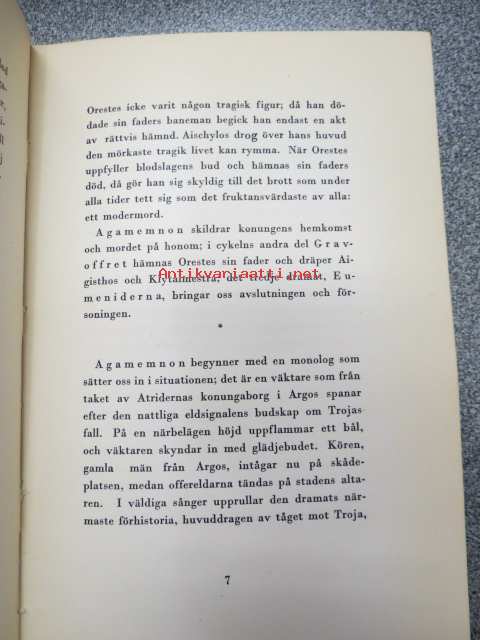 Orestes icke varit någon tragisk figur; då han dö-
dade sin faders baneman begick han endast en akt
av rättvis hämnd. Aischylos drog över hans huvud
den mörkaste tragik livet kan rymma. När Orestes
uppfyller blodslagens bud och hämnas sin faders
död, då gör han sig skyldig till det brott som under
alla tider tett sig som det fruktansvärdaste av alla:
ett modermord.
Agamemnon skildrar konungens hemkomst
och mordet på honom; i cykelns andra del Grav-
offret hämnas Orestes sin fader och dräper Ai-
gisthos och Klytaimestra; det tredje dramat, Eu-
meniderna, bringar oss avslutningen och för-
soningen.
*
Agamemnon begynner med en monolog som
sätter oss in i situationen; det är en väktare som från
taket av Atridernas konungaborg i Argos spanar
efter den nattliga eldsignalens budskap om Trojas
fall. På en närbelägen höjd uppflammar ett bål,
och väktaren skyndar in med glädjebudet. Kören,
gamla män från Argos, intågar nu på skåde-
platsen, medan offereldarna tändas på stadens alta-
ren. I väldiga sånger upprullar den dramats när-
maste förhistoria, huvuddragen av tåget mot Troja,
7
Antikvariaatti.net